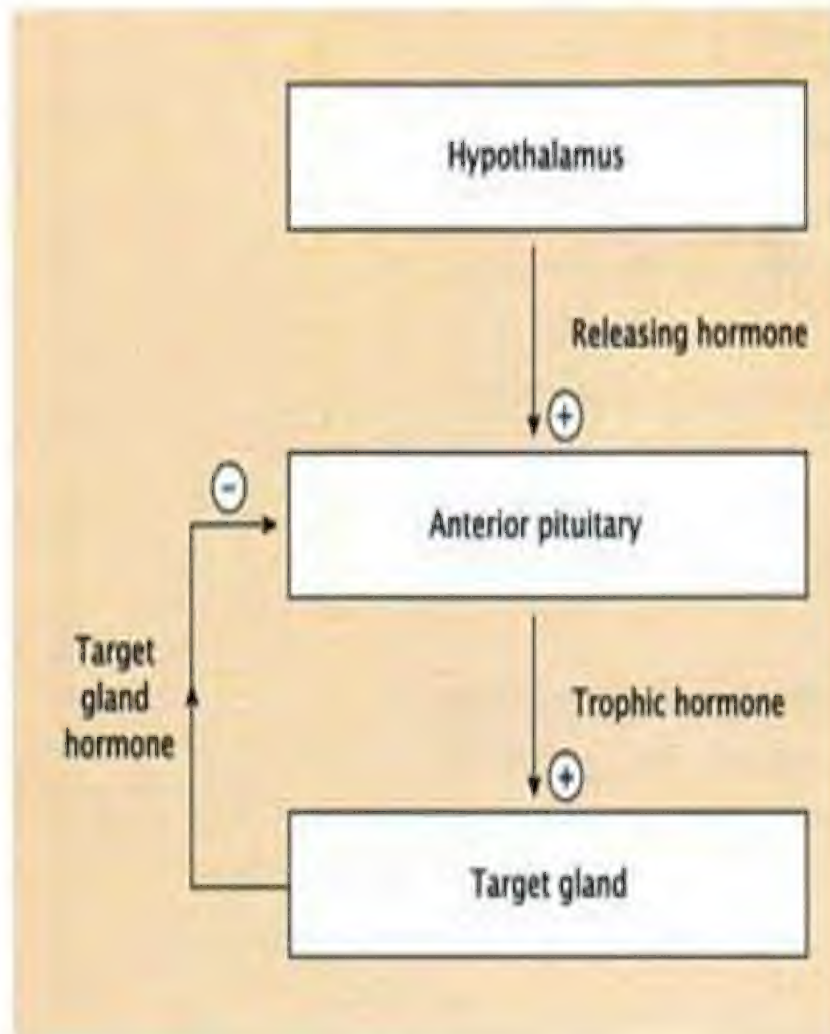 Hypothalamus
Releasing hormone
+
−
Anterior pituitary
Target
gland
hormone
Trophic hormone
+
Target gland